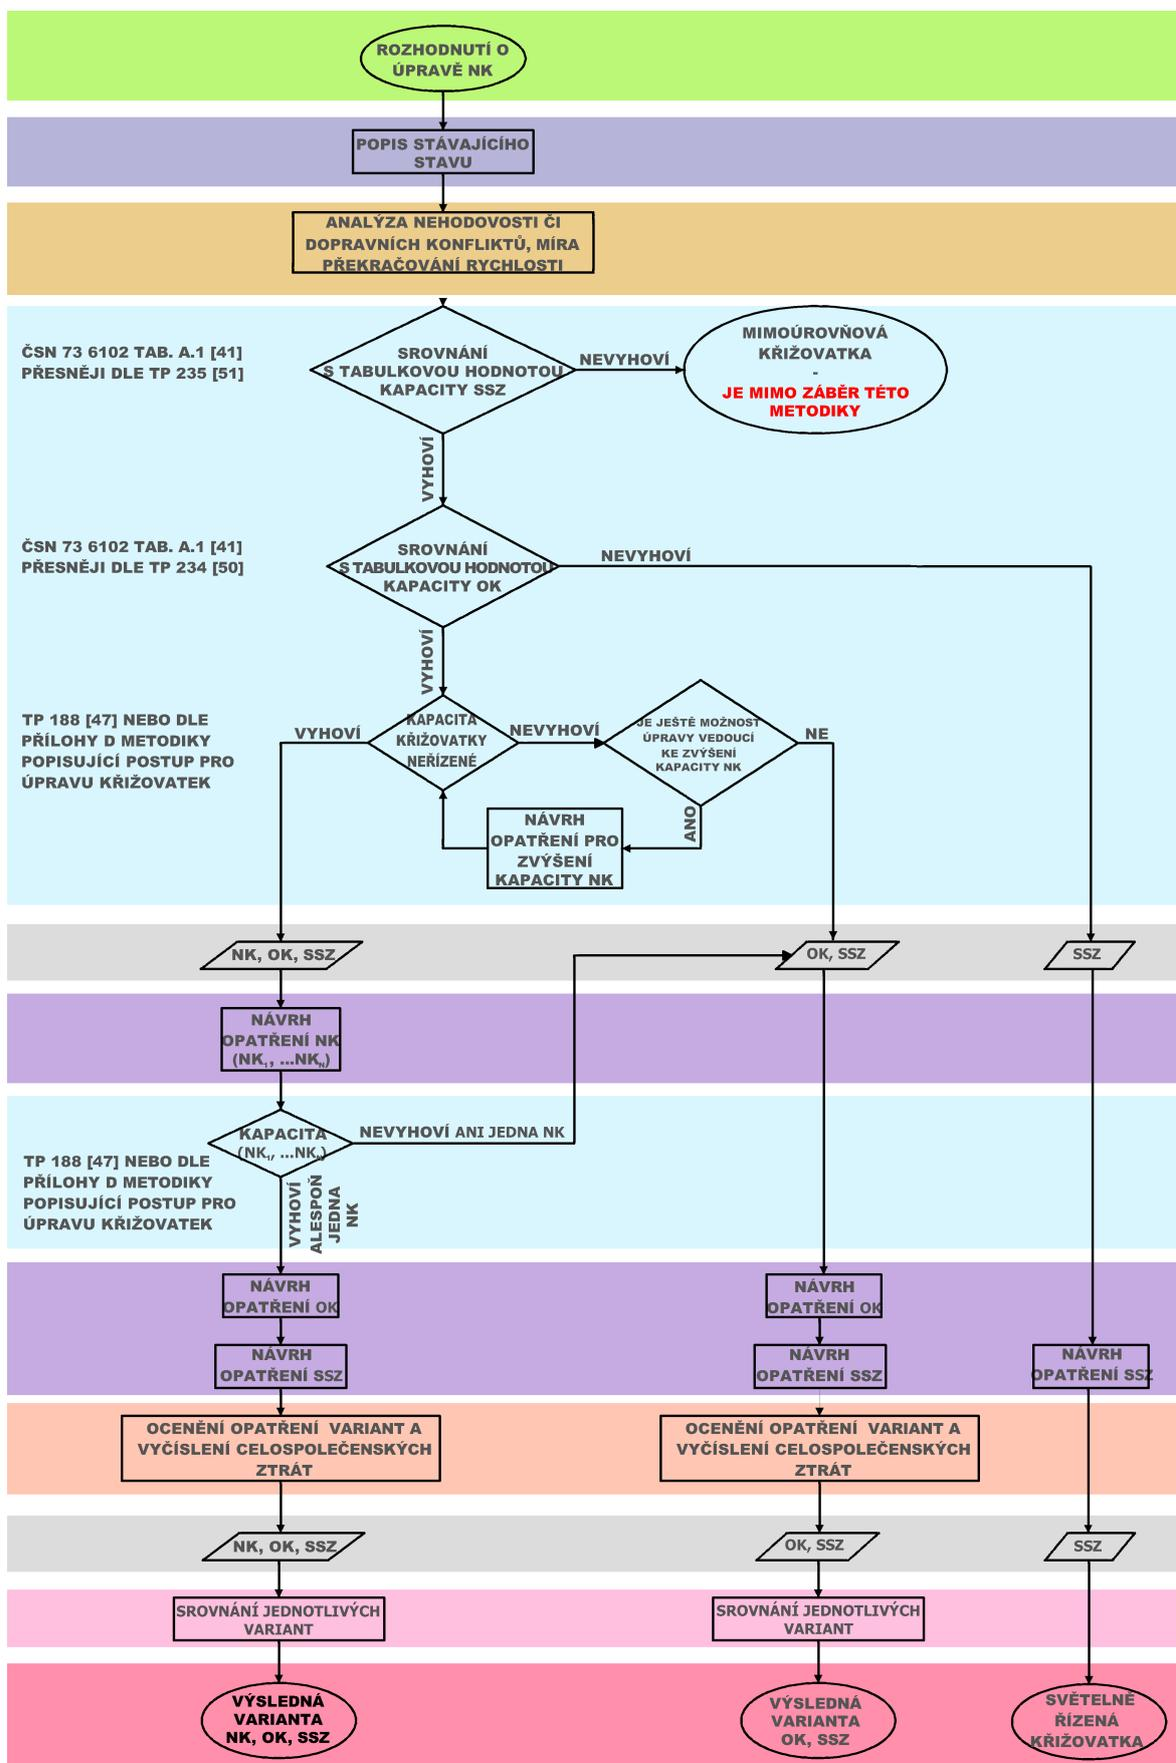 ROZHODNUTÍ O
ÚPRAVĚ NK
POPIS STÁVAJÍCÍHO
STAVU
ANALÝZA NEHODOVOSTI ČI
DOPRAVNÍCH KONFLIKTŮ, MÍRA
PŘEKRAČOVÁNÍ RYCHLOSTI
ČSN 73 6102 TAB. A.1 [41]
PŘESNĚJI DLE TP 235 [51]
SROVNÁNÍ
S TABULKOVOU HODNOTOU
KAPACITY SSZ
NEVYHOVÍ
MIMOÚROVŇOVÁ
KŘIŽOVATKA
-
JE MIMO ZÁBĚR TÉTO
METODIKY
VYHOVÍ
ČSN 73 6102 TAB. A.1 [41]
PŘESNĚJI DLE TP 234 [50]
SROVNÁNÍ
S TABULKOVOU HODNOTOU
KAPACITY OK
NEVYHOVÍ
VYHOVÍ
TP 188 [47] NEBO DLE
PŘÍLOHY D METODIKY
POPISUJÍCÍ POSTUP PRO
ÚPRAVU KŘIŽOVATEK
VYHOVÍ
KAPACITA
KŘIŽOVATKY
NEŘÍZENÉ
NEVYHOVÍ
JE JEŠTĚ MOŽNOST
ÚPRAVY VEDOUCÍ
KE ZVÝŠENÍ
KAPACITY NK
NE
ANO
NÁVRH
OPATŘENÍ PRO
ZVÝŠENÍ
KAPACITY NK
NK, OK, SSZ
OK, SSZ
SSZ
NÁVRH
OPATŘENÍ NK
(NK1, ...NKN)
KAPACITA
(NK1, ...NKN)
NEVYHOVÍ ANI JEDNA NK
TP 188 [47] NEBO DLE
PŘÍLOHY D METODIKY
POPISUJÍCÍ POSTUP PRO
ÚPRAVU KŘIŽOVATEK
VYHOVÍ
ALESPOŇ
JEDNA
NK
NÁVRH
OPATŘENÍ OK
NÁVRH
OPATŘENÍ OK
NÁVRH
OPATŘENÍ SSZ
NÁVRH
OPATŘENÍ SSZ
NÁVRH
OPATŘENÍ SSZ
OCENĚNÍ OPATŘENÍ VARIANT A
VYČÍSLENÍ CELOSPOLEČENSKÝCH
ZTRÁT
OCENĚNÍ OPATŘENÍ VARIANT A
VYČÍSLENÍ CELOSPOLEČENSKÝCH
ZTRÁT
NK, OK, SSZ
OK, SSZ
SSZ
SROVNÁNÍ JEDNOTLIVÝCH
VARIANT
SROVNÁNÍ JEDNOTLIVÝCH
VARIANT
VÝSLEDNÁ
VARIANTA
NK, OK, SSZ
VÝSLEDNÁ
VARIANTA
OK, SSZ
SVĚTELNĚ
ŘÍZENÁ
KŘIŽOVATKA